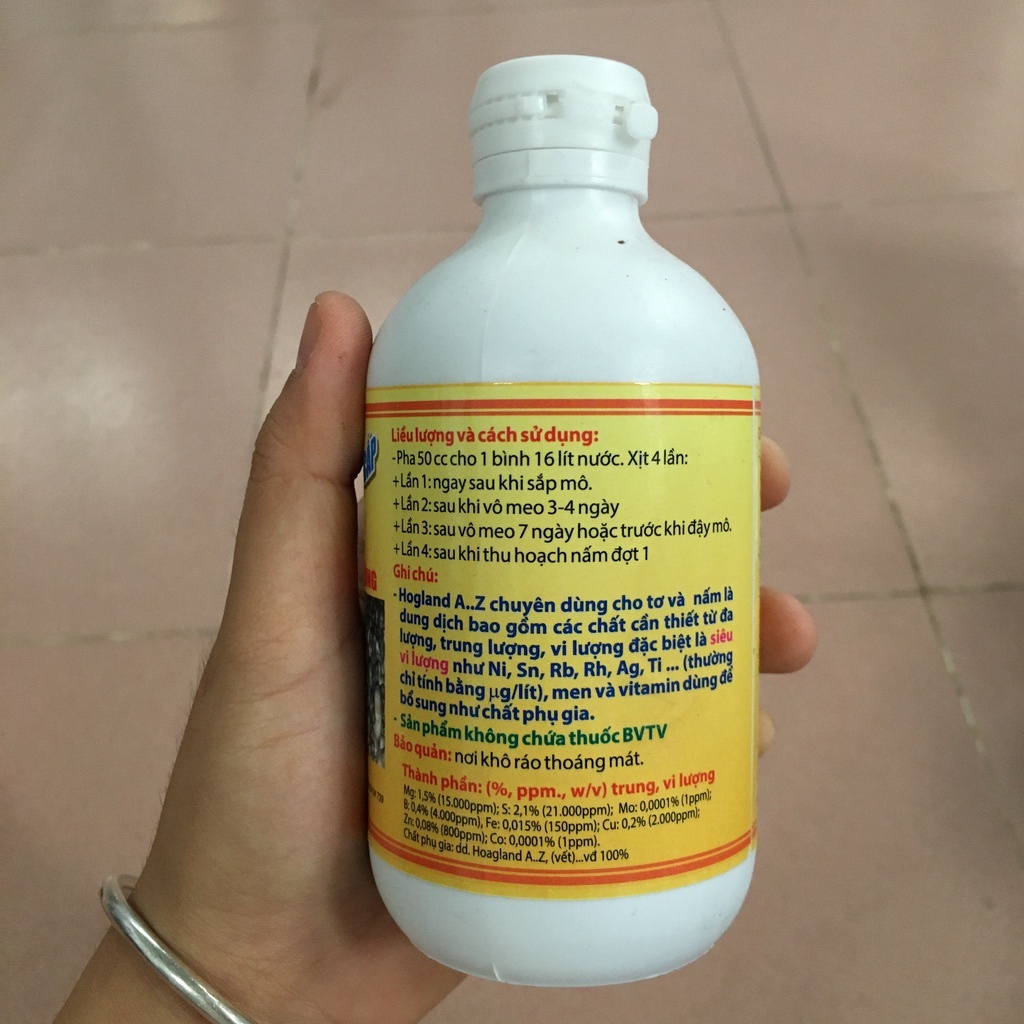 Liều lượng và cách sử dụng:
-Pha 50 cc cho 1 bình 16 lít nước. Xịt 4 lần:
+Lần 1: ngay sau khi sắp mô.
+Lần 2: sau khi vô meo 3-4 ngày
+Lần 3: sau vô meo 7 ngày hoặc trước khi đậy mô.
+Lần 4: sau khi thu hoạch nấm đợt 1
Ghi chú:
- Hogland A..Z chuyên dùng cho tơ và nấm là
dung dịch bao gồm các chất cần thiết từ đa
lượng, trung lượng, vi lượng đặc biệt là siêu
vi lượng như Ni, Sn, Rb, Rh, Ag, Ti ... (thường
chỉ tính bằng µg/lít), men và vitamin dùng để
bổ sung như chất phụ gia.
- Sản phẩm không chứa thuốc BVTV
Bảo quản: nơi khô ráo thoáng mát.
Thành phần: (%, ppm., w/v) trung, vi lượng
Mg: 1,5% (15.000ppm); S: 2,1% (21.000ppm); Mo: 0,0001% (1ppm);
B: 0,4% (4.000ppm), Fe: 0,015% (150ppm); Cu: 0,2% (2.000ppm);
Zn: 0,08% (800ppm); Co: 0,0001% (1ppm).
Chất phụ gia: dd. Hoagland A..Z, (vết)...vđ 100%